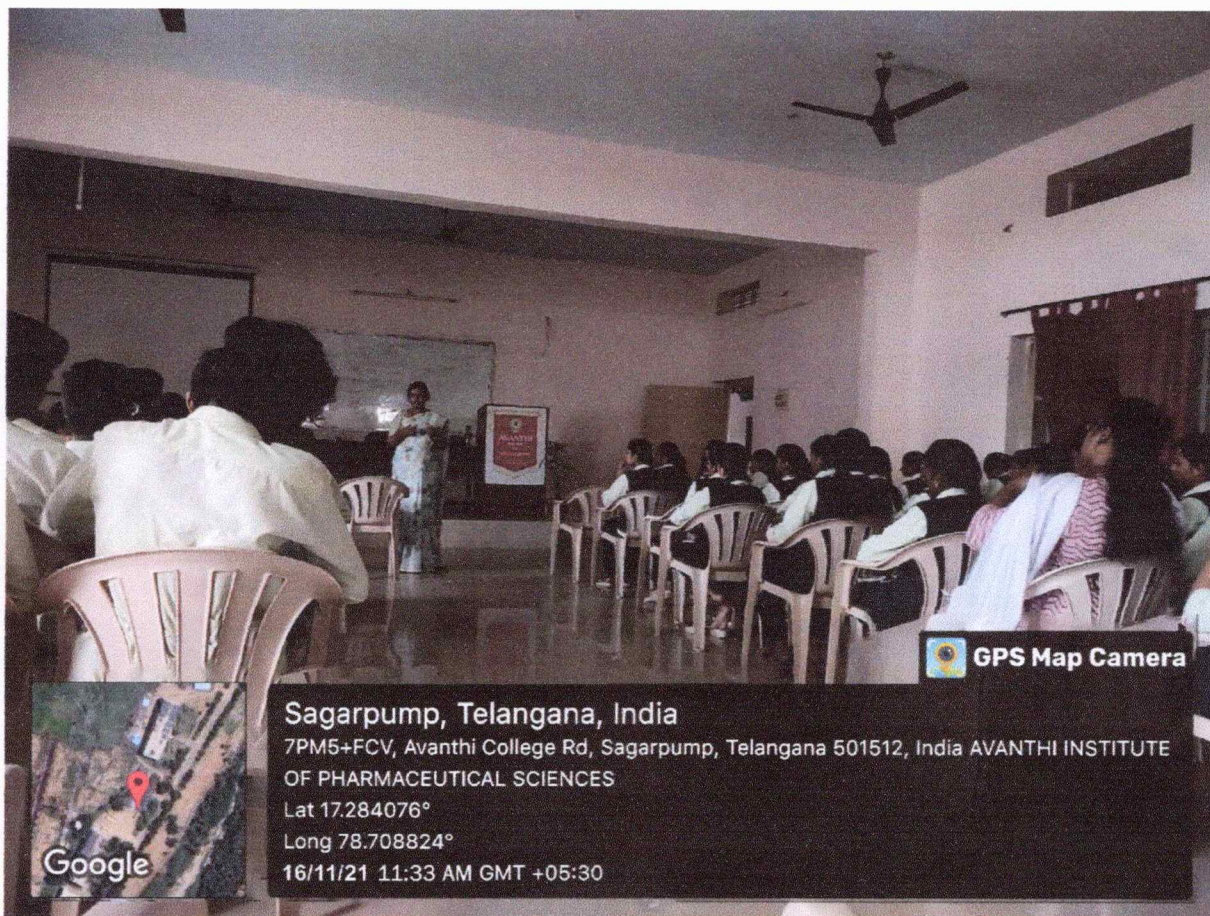 AVANTHI
GPS Map Camera
Sagarpump, Telangana, India
7PM5+FCV, Avanthi College Rd, Sagarpump, Telangana 501512, India AVANTHI INSTITUTE
OF PHARMACEUTICAL SCIENCES
Lat 17.284076°
Long 78.708824°
16/11/21 11:33 AM GMT +05:30
Google